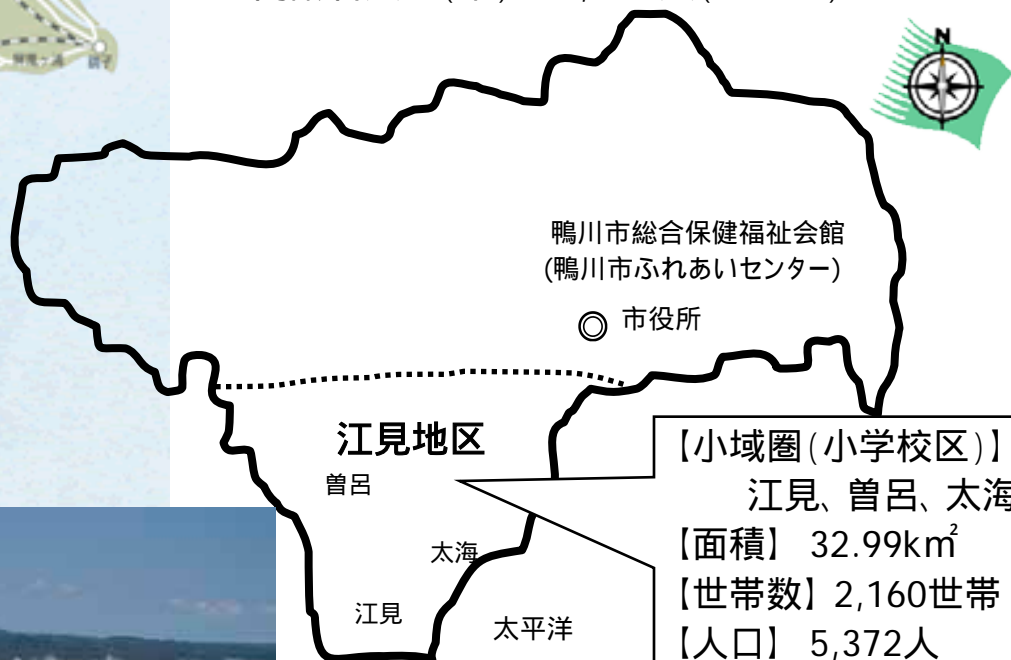 N
鴨川市総合保健福祉会館
(鴨川市ふれあいセンター)
◎ 市役所
江見地区
曽呂
太海
江見
太平洋
【小域圏(小学校区)】
江見、曽呂、太海
【面積】 32.99k㎡
【世帯数】 2,160世帯
【人口】 5,372人